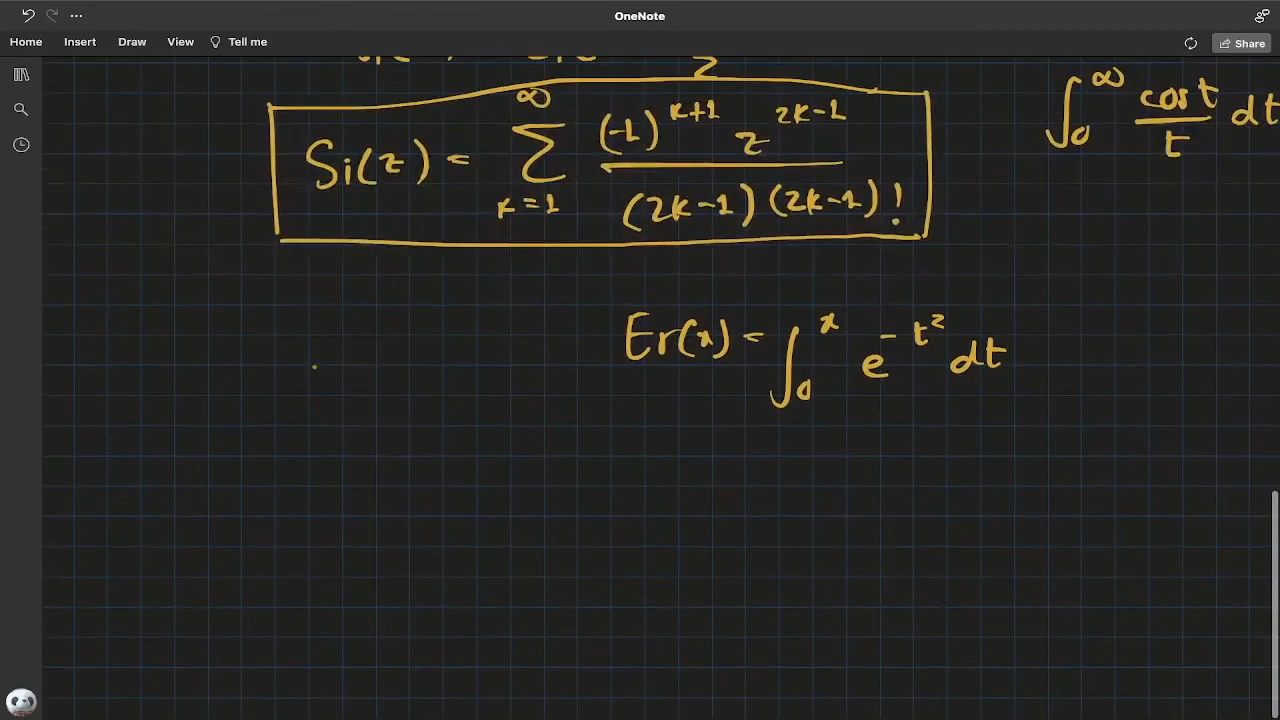 OneNote
Home Insert Draw View Tell me
Share
Si(z) = ∑_{k=1}^{∞} (-1)^{k+1} z^{2k-1} / (2k-1)(2k-1)!
∫_0^∞ cos t / t dt
Er(x) = ∫_0^x e^{-t^2} dt